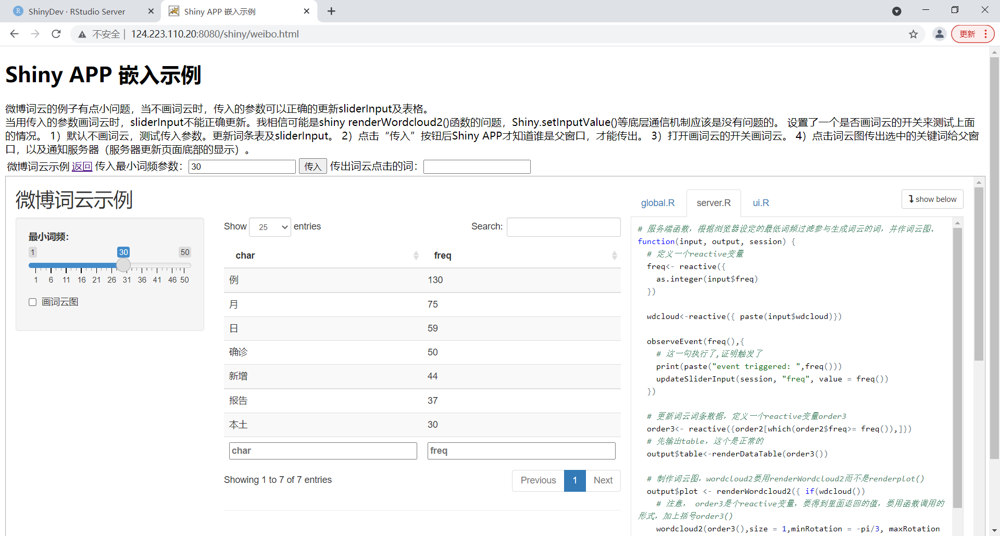 ShinyDev · RStudio Server
Shiny APP 嵌入示例
不安全
124.223.110.20:8080/shiny/weibo.html
更新
Shiny APP 嵌入示例
微博词云的例子有点小问题，当不画词云时，传入的参数可以正确的更新sliderInput及表格。
当用传入的参数画词云时，sliderInput不能正确更新。我相信可能是shiny renderWordcloud2()函数的问题，Shiny.setInputValue()等底层通信机制应该是没有问题的。 设置了一个是否画词云的开关来测试上面
的情况。 1）默认不画词云，测试传入参数。更新词条表及sliderInput。 2）点击“传入”按钮后Shiny APP才知道谁是父窗口，才能传出。 3）打开画词云的开关画词云。 4）点击词云图传出选中的关键词给父窗
口，以及通知服务器（服务器更新页面底部的显示）。
微博词云示例 返回 传入最小词频参数： 30 传入 传出词云点击的词：
微博词云示例
最小词频：
1 30 50
1 6 11 16 21 26 31 36 41 46 50
画词云图
Show 25 entries
Search:
char freq
例 130
月 75
日 59
确诊 50
新增 44
报告 37
本土 30
char freq
Showing 1 to 7 of 7 entries
Previous 1 Next
global.R server.R ui.R
show below
# 服务端函数，根据浏览器设定的最低词频过滤参与生成词云的词，并作词云图。
function(input, output, session) {
# 定义一个reactive变量
freq<- reactive({
as.integer(input$freq)
})
wdcloud<-reactive({ paste(input$wdcloud)})
observeEvent(freq(),{
# 这一句执行了,证明触发了
print(paste("event triggered: ",freq()))
updateSliderInput(session, "freq", value = freq())
})
# 更新词云词条数据，定义一个reactive变量order3
order3<- reactive({order2[which(order2$freq>= freq()),]})
# 先输出table，这个是正常的
output$table<-renderDataTable(order3())
# 制作词云图，wordcloud2要用renderWordcloud2而不是renderplot()
output$plot <- renderWordcloud2({ if(wdcloud())
# 注意， order3是个reactive变量，要得到里面返回的值，要用函数调用的
形式，加上括号order3()
wordcloud2(order3(),size = 1,minRotation = -pi/3, maxRotation